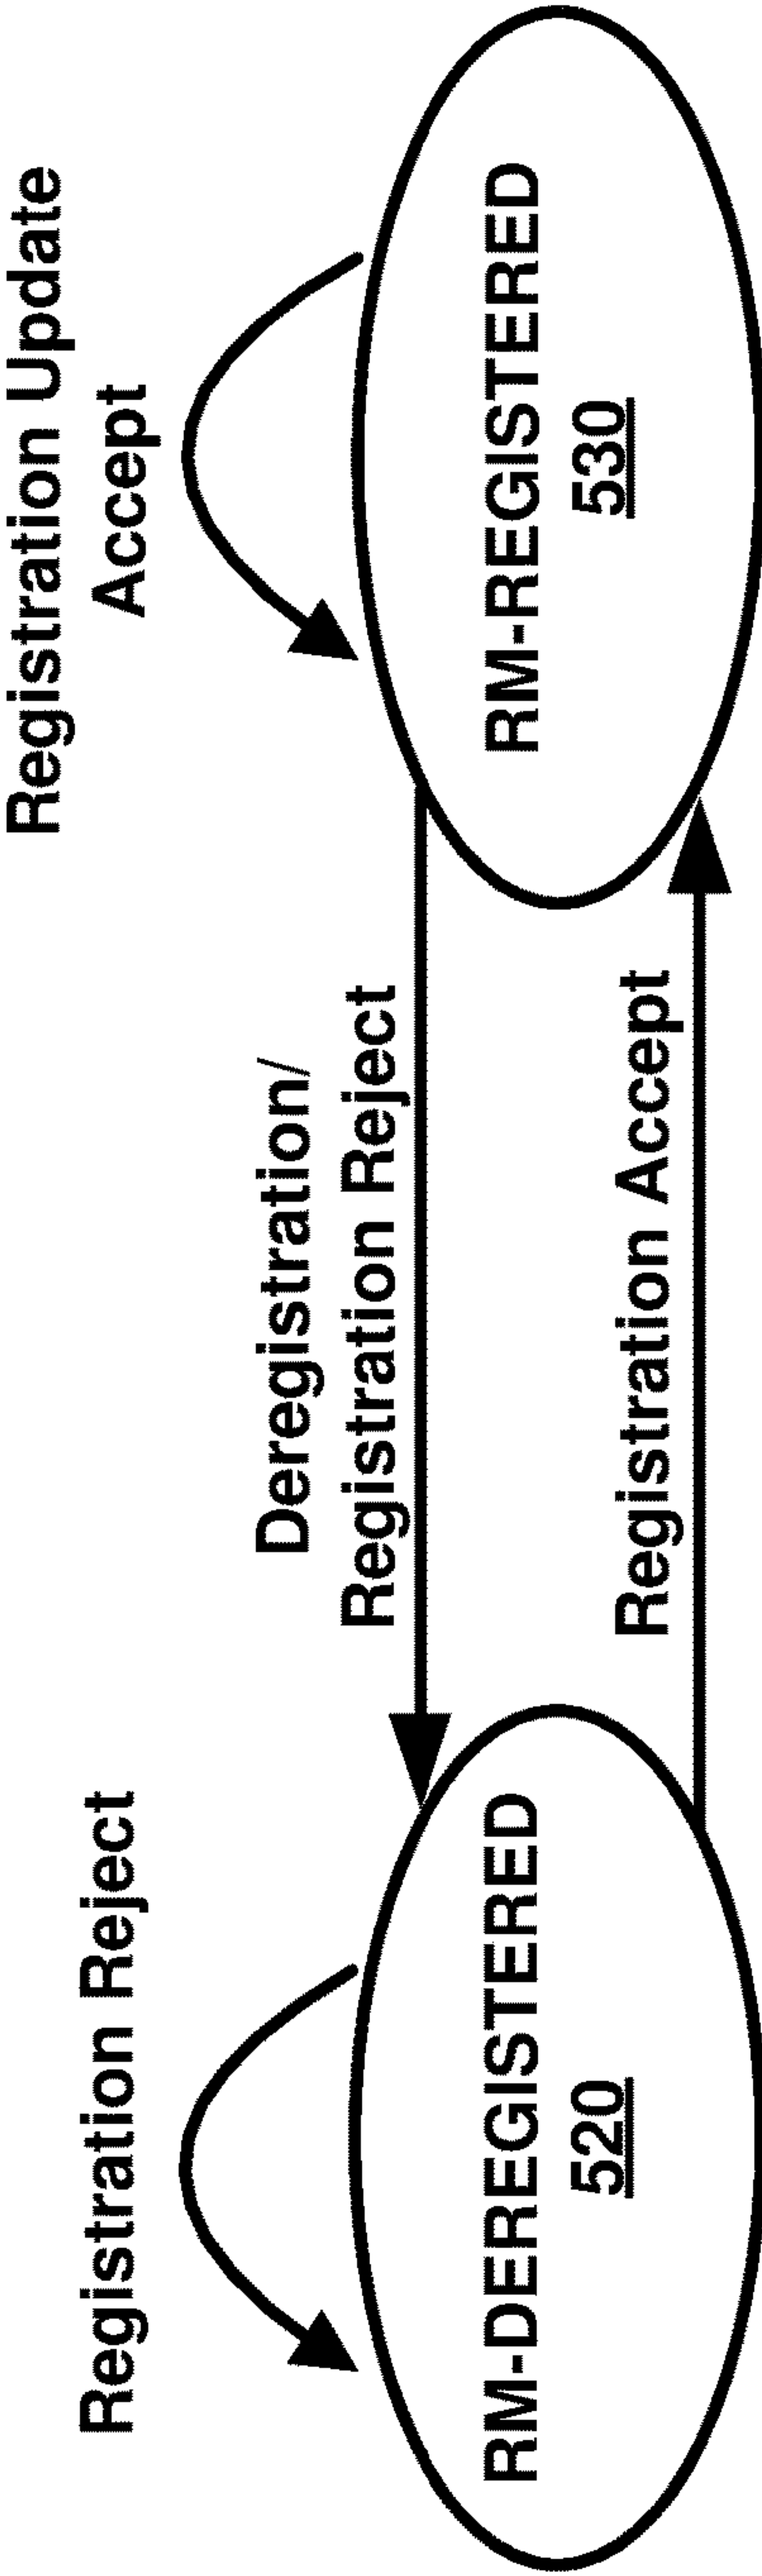 Registration Reject
Registration Update
Accept
Deregistration/
Registration Reject
Registration Accept
RM-DEREGISTERED
520
RM-REGISTERED
530